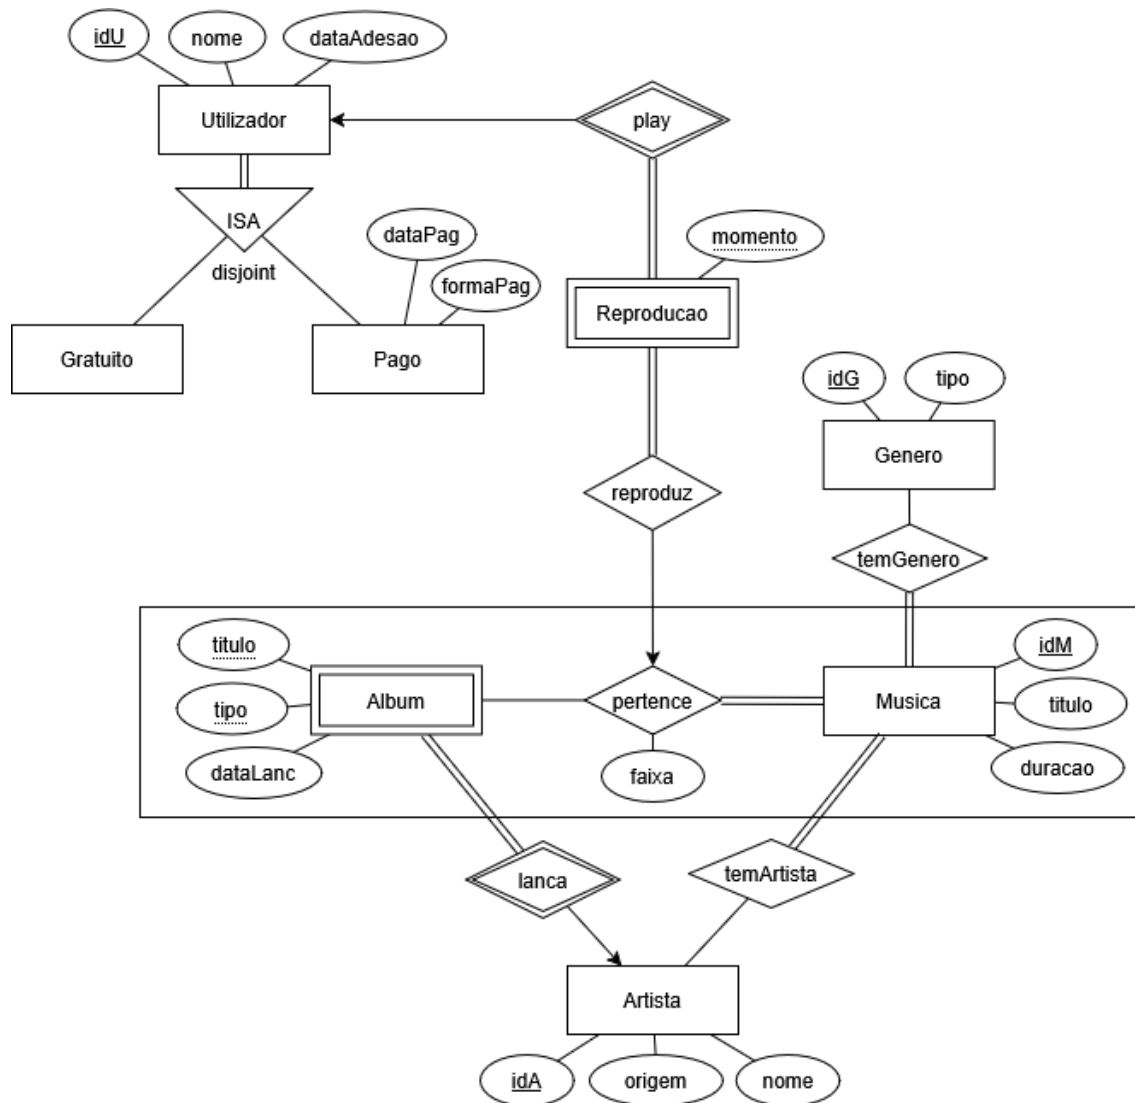 idU
nome
dataAdesao
Utilizador
play
ISA
disjoint
dataPag
formaPag
momento
Reproducao
Gratuito
Pago
idG
tipo
Genero
reproduz
temGenero
titulo
tipo
dataLanc
Album
pertence
faixa
Musica
idM
titulo
duracao
lanca
temArtista
Artista
idA
origem
nome